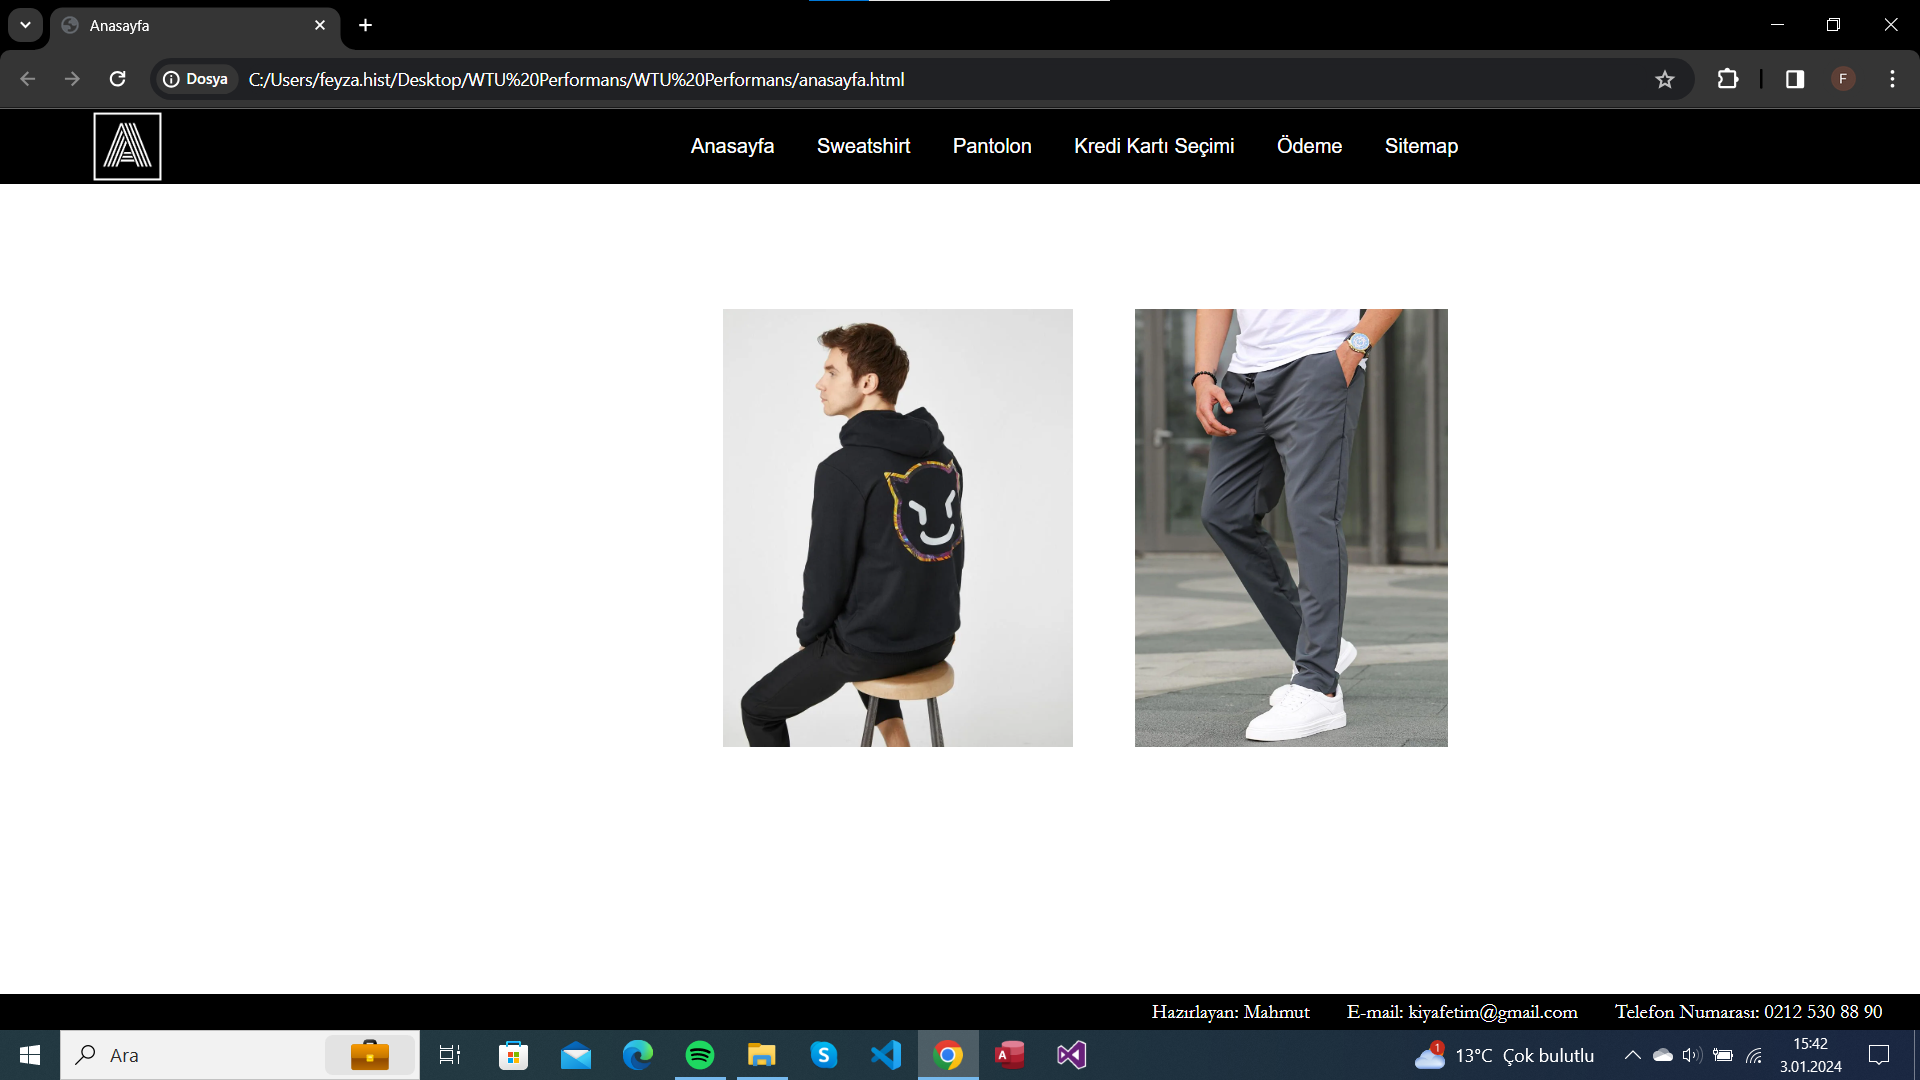 Anasayfa
Dosya C:/Users/feyza.hist/Desktop/WTU%20Performans/WTU%20Performans/anasayfa.html
F
A
Anasayfa Sweatshirt Pantolon Kredi Kartı Seçimi Ödeme Sitemap
Hazırlayan: Mahmut E-mail: kiyafetim@gmail.com Telefon Numarası: 0212 530 88 90
Ara
S
A
1
13°C Çok bulutlu
15:42
3.01.2024